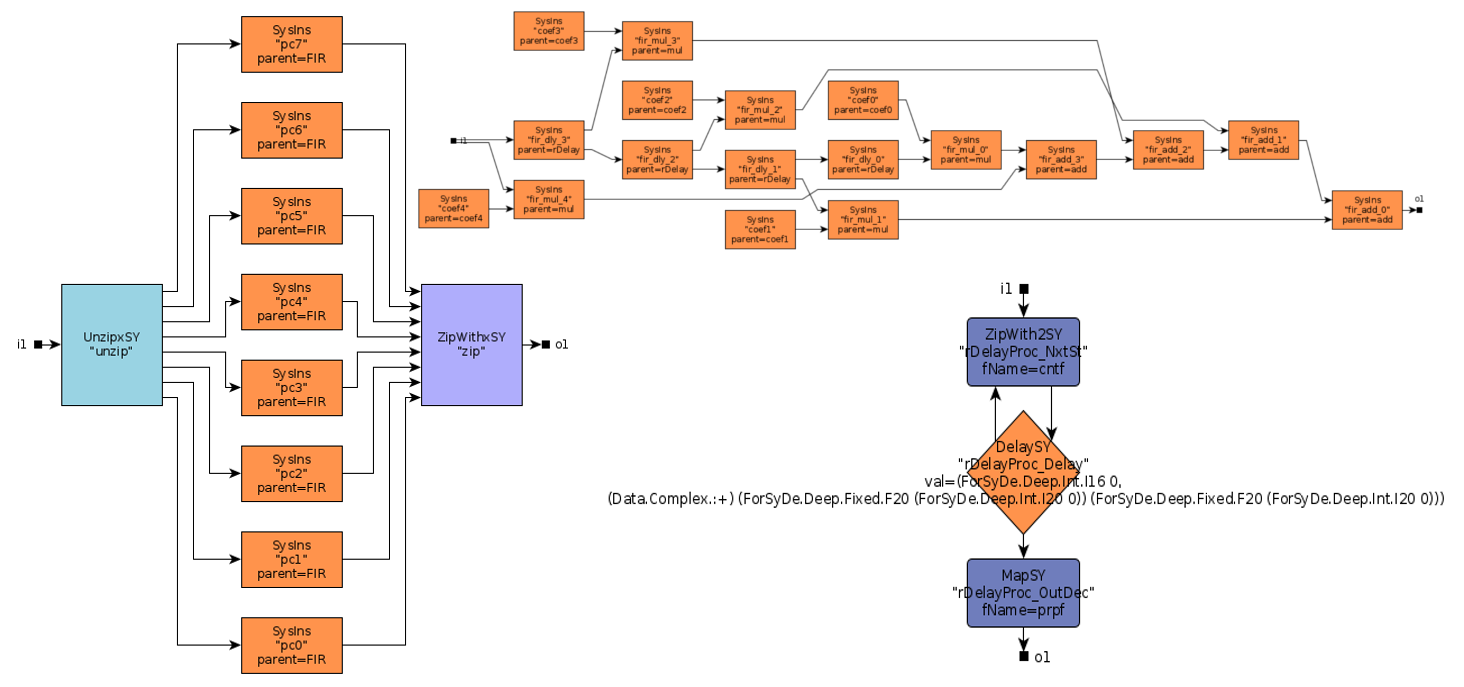 i1
UnzipxSY
"unzip"
SysIns
"pc7"
parent=FIR
SysIns
"pc6"
parent=FIR
SysIns
"pc5"
parent=FIR
SysIns
"pc4"
parent=FIR
SysIns
"pc3"
parent=FIR
SysIns
"pc2"
parent=FIR
SysIns
"pc1"
parent=FIR
SysIns
"pc0"
parent=FIR
ZipWithxSY
"zip"
o1
SysIns
"coef3"
parent=coef3
SysIns
"fir_mul_3"
parent=mul
SysIns
"coef2"
parent=coef2
SysIns
"fir_mul_2"
parent=mul
SysIns
"coef0"
parent=coef0
i1
SysIns
"fir_dly_3"
parent=rDelay
SysIns
"fir_dly_2"
parent=rDelay
SysIns
"fir_dly_1"
parent=rDelay
SysIns
"fir_dly_0"
parent=rDelay
SysIns
"fir_mul_0"
parent=mul
SysIns
"fir_add_3"
parent=add
SysIns
"fir_add_2"
parent=add
SysIns
"fir_add_1"
parent=add
SysIns
"coef4"
parent=coef4
SysIns
"fir_mul_4"
parent=mul
SysIns
"coef1"
parent=coef1
SysIns
"fir_mul_1"
parent=mul
SysIns
"fir_add_0"
parent=add
o1
i1
ZipWith2SY
"rDelayProc_NxtSt"
fName=cntf
DelaySY
"rDelayProc_Delay"
val=(ForSyDe.Deep.Int.I16 0,
(Data.Complex.:+) (ForSyDe.Deep.Fixed.F20 (ForSyDe.Deep.Int.I20 0)) (ForSyDe.Deep.Fixed.F20 (ForSyDe.Deep.Int.I20 0)))
MapSY
"rDelayProc_OutDec"
fName=prpf
o1